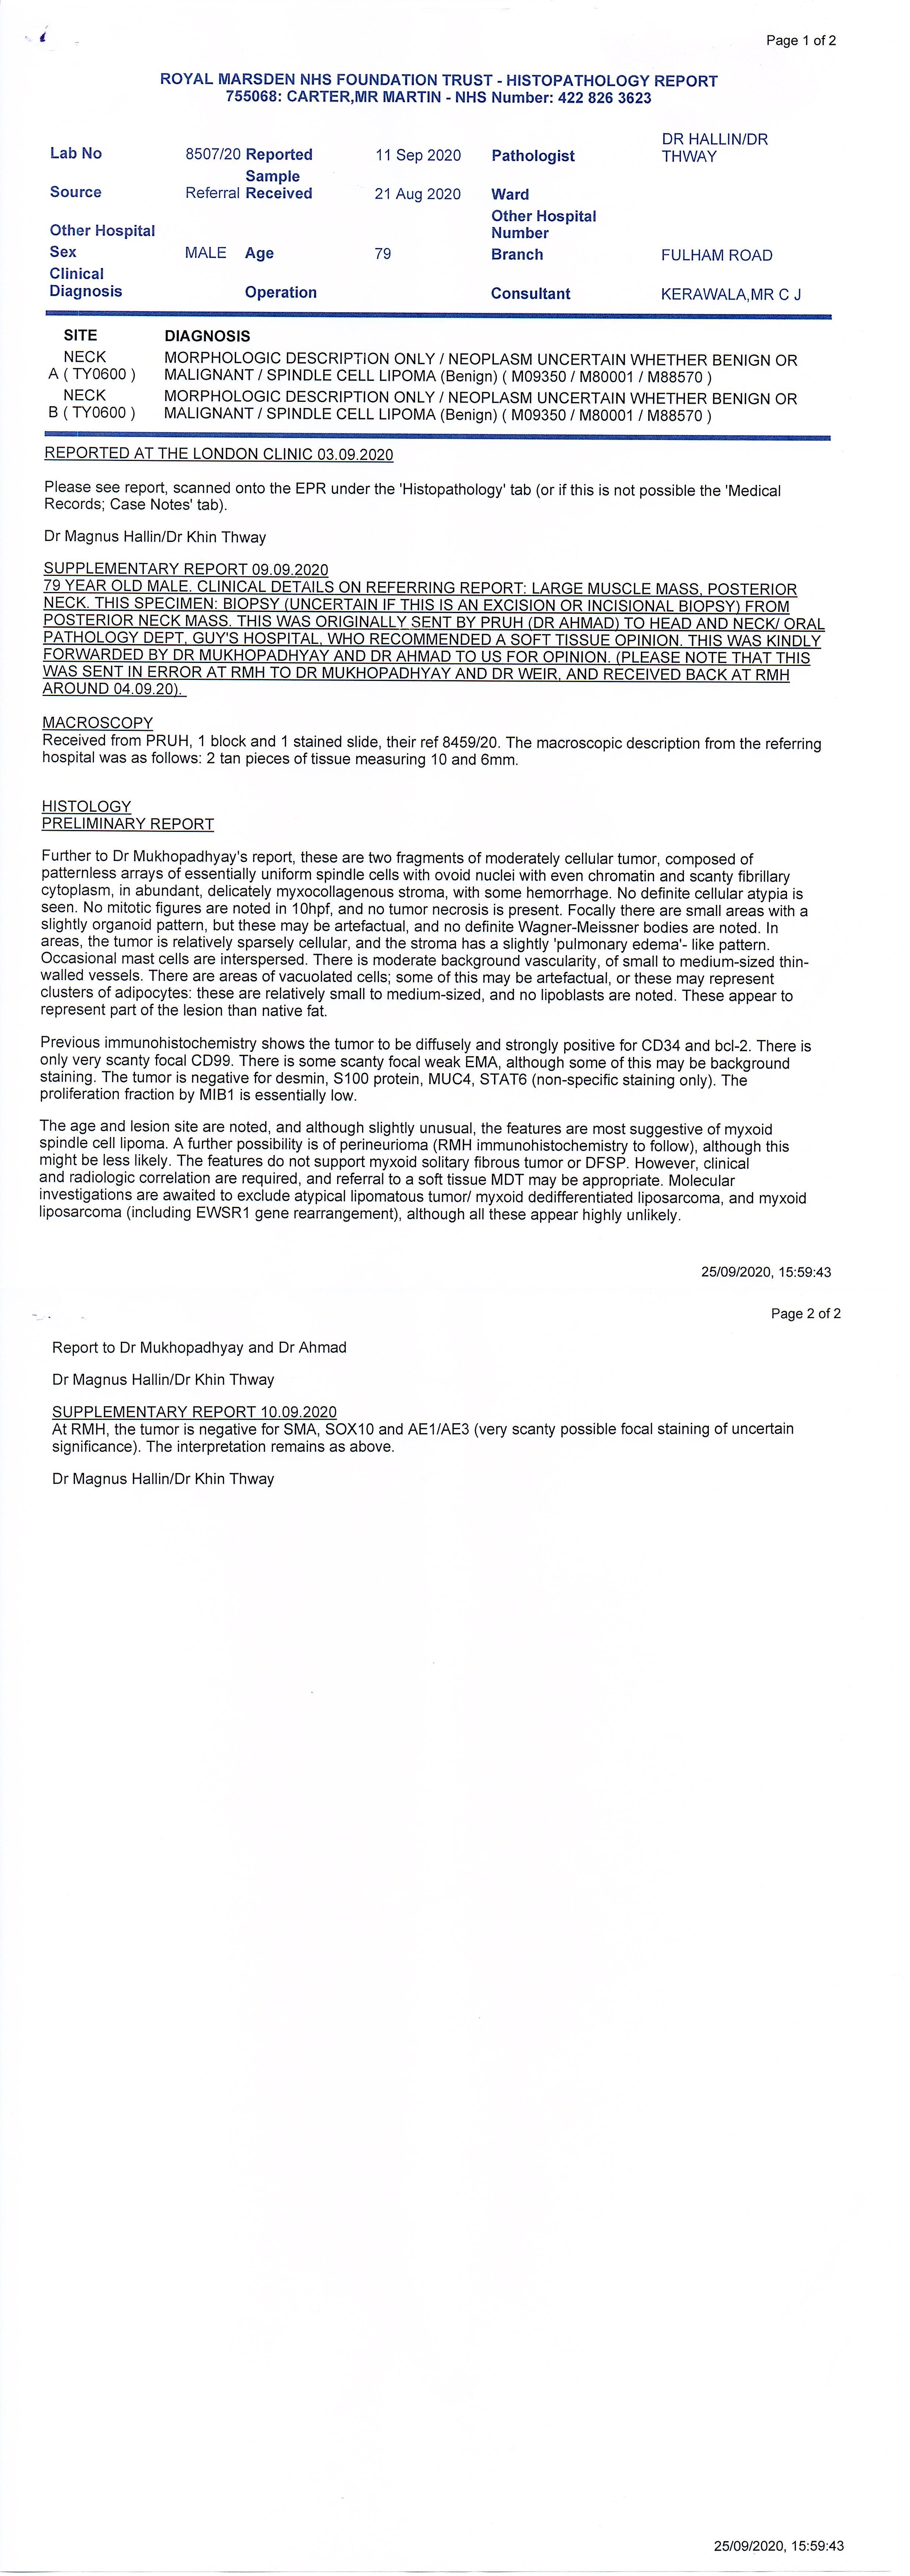 Page 1 of 2
ROYAL MARSDEN NHS FOUNDATION TRUST - HISTOPATHOLOGY REPORT
755068: CARTER,MR MARTIN - NHS Number: 422 826 3623
Lab No 8507/20 Reported 11 Sep 2020 Pathologist DR HALLIN/DR THWAY
Source Referral Sample Received 21 Aug 2020 Ward
Other Hospital Other Hospital Number
Sex MALE Age 79 Branch FULHAM ROAD
Clinical Diagnosis Operation Consultant KERAWALA,MR C J
SITE DIAGNOSIS
NECK MORPHOLOGIC DESCRIPTION ONLY / NEOPLASM UNCERTAIN WHETHER BENIGN OR
A ( TY0600 ) MALIGNANT / SPINDLE CELL LIPOMA (Benign) ( M09350 / M80001 / M88570 )
NECK MORPHOLOGIC DESCRIPTION ONLY / NEOPLASM UNCERTAIN WHETHER BENIGN OR
B ( TY0600 ) MALIGNANT / SPINDLE CELL LIPOMA (Benign) ( M09350 / M80001 / M88570 )
REPORTED AT THE LONDON CLINIC 03.09.2020
Please see report, scanned onto the EPR under the 'Histopathology' tab (or if this is not possible the 'Medical
Records; Case Notes' tab).
Dr Magnus Hallin/Dr Khin Thway
SUPPLEMENTARY REPORT 09.09.2020
79 YEAR OLD MALE. CLINICAL DETAILS ON REFERRING REPORT: LARGE MUSCLE MASS, POSTERIOR
NECK. THIS SPECIMEN: BIOPSY (UNCERTAIN IF THIS IS AN EXCISION OR INCISIONAL BIOPSY) FROM
POSTERIOR NECK MASS. THIS WAS ORIGINALLY SENT BY PRUH (DR AHMAD) TO HEAD AND NECK/ ORAL
PATHOLOGY DEPT, GUY'S HOSPITAL, WHO RECOMMENDED A SOFT TISSUE OPINION. THIS WAS KINDLY
FORWARDED BY DR MUKHOPADHYAY AND DR AHMAD TO US FOR OPINION. (PLEASE NOTE THAT THIS
WAS SENT IN ERROR AT RMH TO DR MUKHOPADHYAY AND DR WEIR, AND RECEIVED BACK AT RMH
AROUND 04.09.20).
MACROSCOPY
Received from PRUH, 1 block and 1 stained slide, their ref 8459/20. The macroscopic description from the referring
hospital was as follows: 2 tan pieces of tissue measuring 10 and 6mm.
HISTOLOGY
PRELIMINARY REPORT
Further to Dr Mukhopadhyay's report, these are two fragments of moderately cellular tumor, composed of
patternless arrays of essentially uniform spindle cells with ovoid nuclei with even chromatin and scanty fibrillary
cytoplasm, in abundant, delicately myxocollagenous stroma, with some hemorrhage. No definite cellular atypia is
seen. No mitotic figures are noted in 10hpf, and no tumor necrosis is present. Focally there are small areas with a
slightly organoid pattern, but these may be artefactual, and no definite Wagner-Meissner bodies are noted. In
areas, the tumor is relatively sparsely cellular, and the stroma has a slightly 'pulmonary edema'- like pattern.
Occasional mast cells are interspersed. There is moderate background vascularity, of small to medium-sized thin-
walled vessels. There are areas of vacuolated cells; some of this may be artefactual, or these may represent
clusters of adipocytes: these are relatively small to medium-sized, and no lipoblasts are noted. These appear to
represent part of the lesion than native fat.
Previous immunohistochemistry shows the tumor to be diffusely and strongly positive for CD34 and bcl-2. There is
only very scanty focal CD99. There is some scanty focal weak EMA, although some of this may be background
staining. The tumor is negative for desmin, S100 protein, MUC4, STAT6 (non-specific staining only). The
proliferation fraction by MIB1 is essentially low.
The age and lesion site are noted, and although slightly unusual, the features are most suggestive of myxoid
spindle cell lipoma. A further possibility is of perineurioma (RMH immunohistochemistry to follow), although this
might be less likely. The features do not support myxoid solitary fibrous tumor or DFSP. However, clinical
and radiologic correlation are required, and referral to a soft tissue MDT may be appropriate. Molecular
investigations are awaited to exclude atypical lipomatous tumor/ myxoid dedifferentiated liposarcoma, and myxoid
liposarcoma (including EWSR1 gene rearrangement), although all these appear highly unlikely.
25/09/2020, 15:59:43
Page 2 of 2
Report to Dr Mukhopadhyay and Dr Ahmad
Dr Magnus Hallin/Dr Khin Thway
SUPPLEMENTARY REPORT 10.09.2020
At RMH, the tumor is negative for SMA, SOX10 and AE1/AE3 (very scanty possible focal staining of uncertain
significance). The interpretation remains as above.
Dr Magnus Hallin/Dr Khin Thway
25/09/2020, 15:59:43